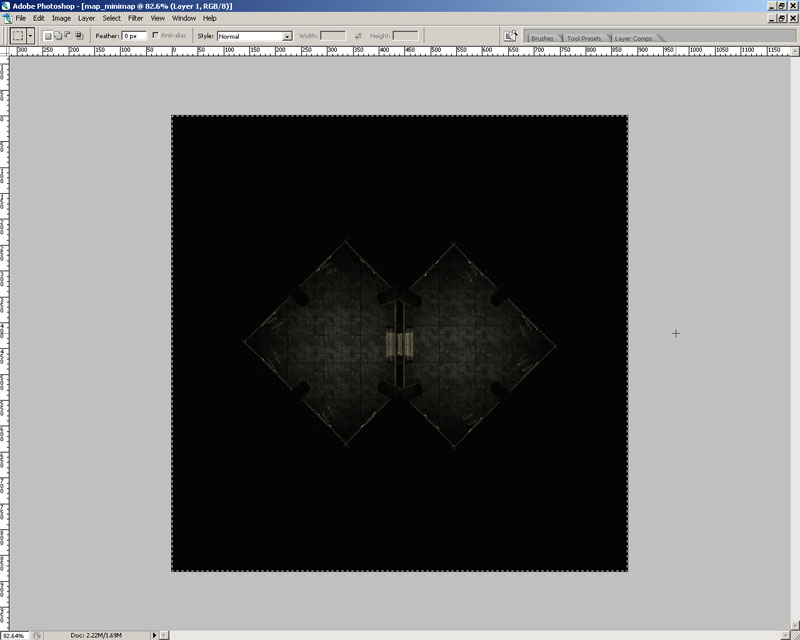 Adobe Photoshop - [map_minimap @ 82.6% (Layer 1, RGB/8)]
File Edit Image Layer Select Filter View Window Help
Feather: 0 px Anti-alias Style: Normal Width: Height: Brushes Tool Presets Layer Comps
300 250 200 150 100 50 0 50 100 150 200 250 300 350 400 450 500 550 600 650 700 750 800 850 900 950 1000 1050 1100 1150
82.64% Doc: 2.22M/1.69M